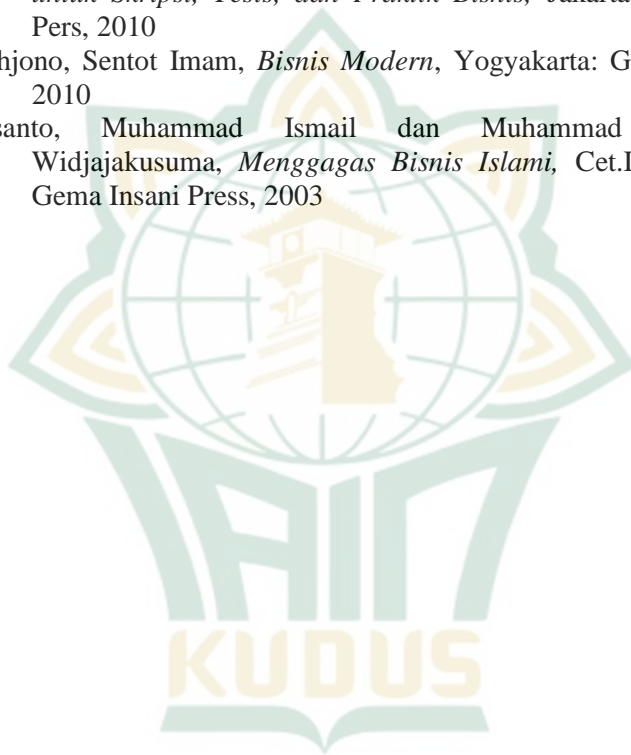 untuk Skripsi, Tesis, dan Praktik Bisnis, Jakarta
Pers, 2010
hjono, Sentot Imam, Bisnis Modern, Yogyakarta: G
2010
santo, Muhammad Ismail dan Muhammad
Widjajakusuma, Menggagas Bisnis Islami, Cet.I
Gema Insani Press, 2003
IAIN
KUDUS